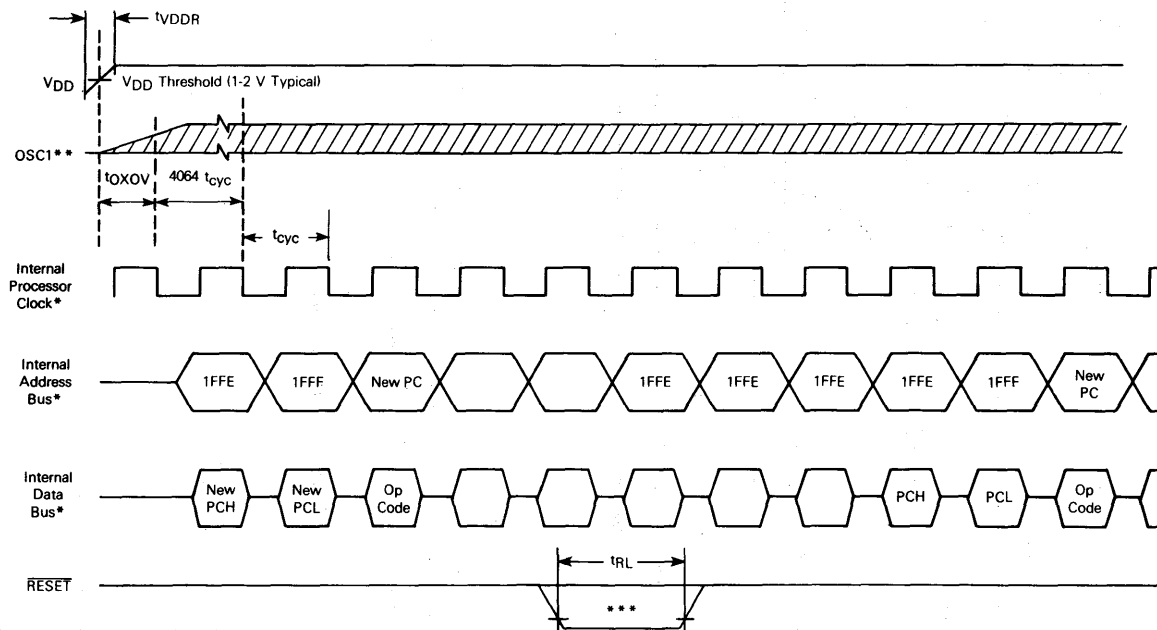 tVDDR
VDD
VDD Threshold (1-2 V Typical)
OSC1**
tOXOV
4064 tcyc
tcyc
Internal
Processor
Clock*
Internal
Address
Bus*
1FFE
1FFF
New PC
1FFE
1FFE
1FFE
1FFE
1FFF
New
PC
Internal
Data
Bus*
New
PCH
New
PCL
Op
Code
PCH
PCL
Op
Code
RESET
tRL
***